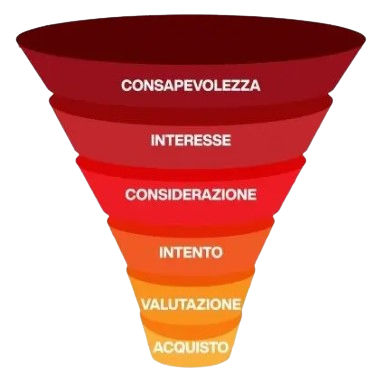 CONSAPEVOLEZZA
INTERESSE
CONSIDERAZIONE
INTENTO
VALUTAZIONE
ACQUISTO